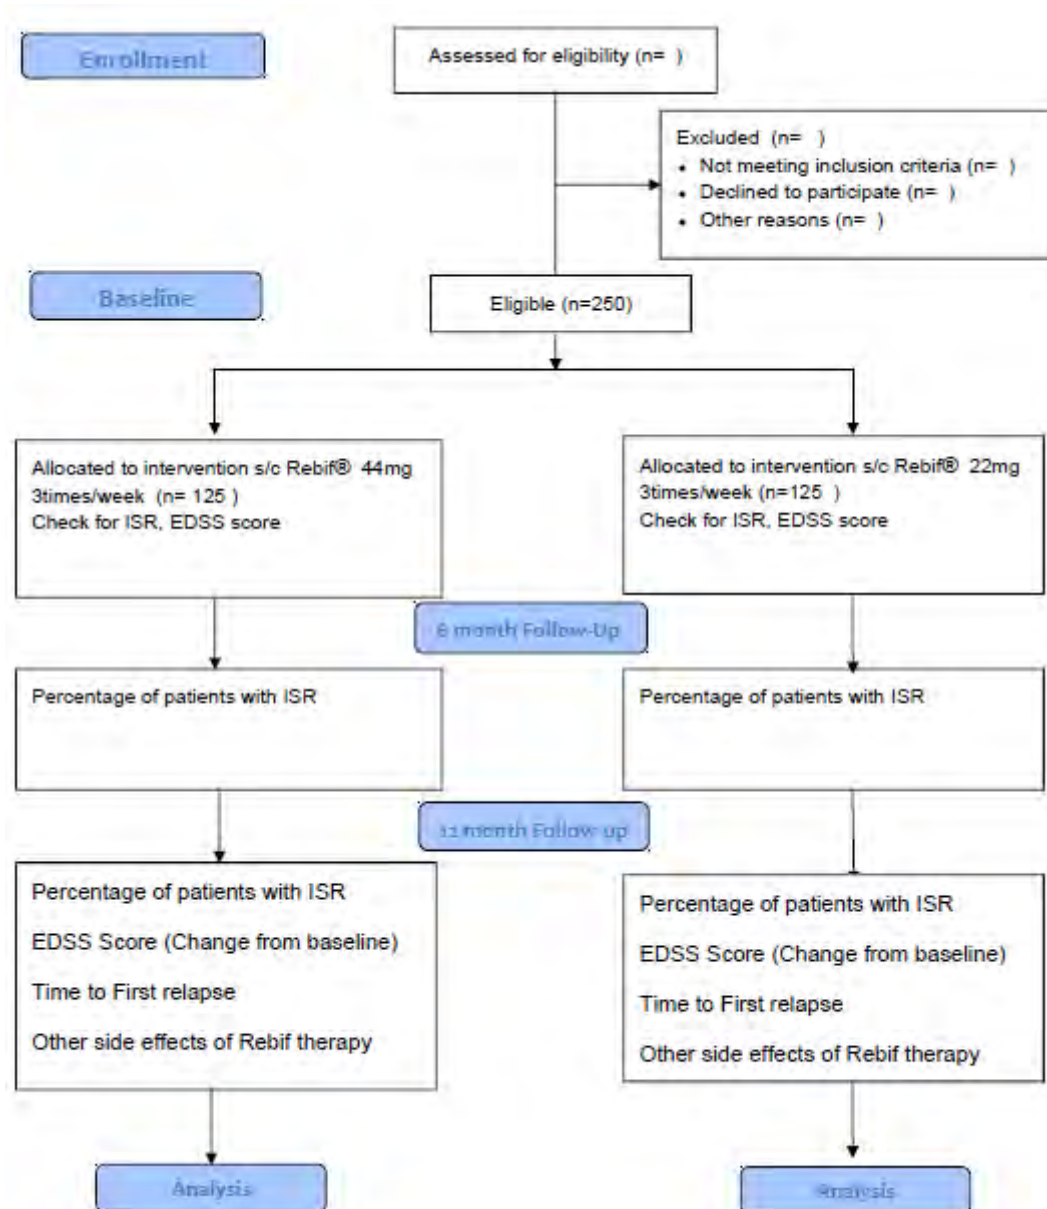 Enrollment
Assessed for eligibility (n= )
Excluded (n= )
• Not meeting inclusion criteria (n= )
• Declined to participate (n= )
• Other reasons (n= )
Baseline
Eligible (n=250)
Allocated to intervention s/c Rebif® 44mg
3times/week (n= 125 )
Check for ISR, EDSS score
Allocated to intervention s/c Rebif® 22mg
3times/week (n=125 )
Check for ISR, EDSS score
6 month Follow-Up
Percentage of patients with ISR
Percentage of patients with ISR
month Follow-up
Percentage of patients with ISR
EDSS Score (Change from baseline)
Time to First relapse
Other side effects of Rebif therapy
Percentage of patients with ISR
EDSS Score (Change from baseline)
Time to First relapse
Other side effects of Rebif therapy
Analysis
Analysis